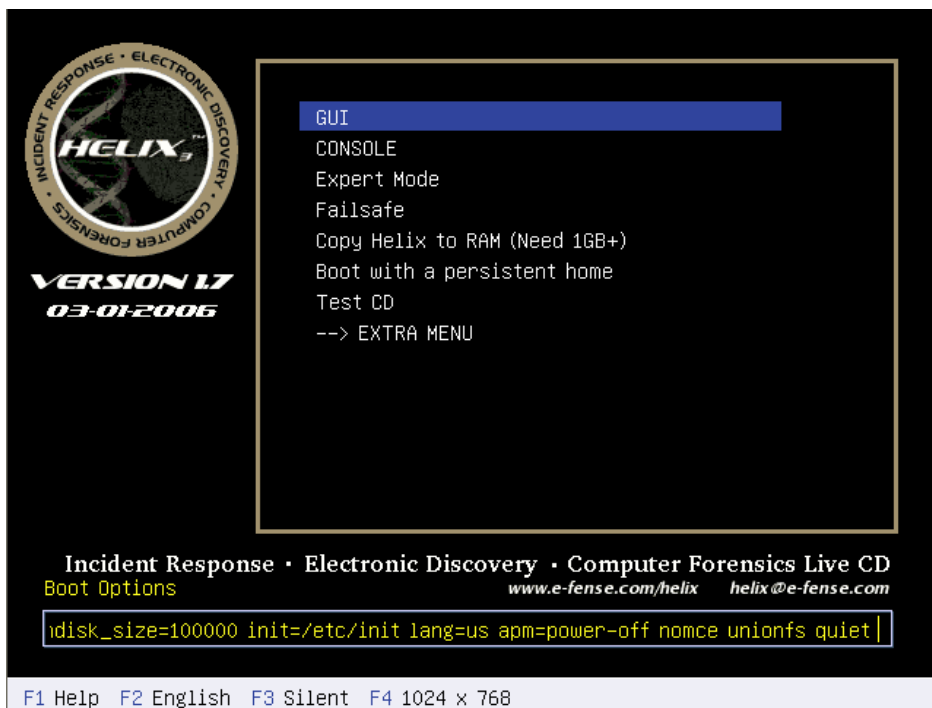 INCIDENT RESPONSE · ELECTRONIC DISCOVERY · COMPUTER FORENSICS ·
HELIX3™
VERSION 1.7
03-01-2006
GUI
CONSOLE
Expert Mode
Failsafe
Copy Helix to RAM (Need 1GB+)
Boot with a persistent home
Test CD
--> EXTRA MENU
Incident Response · Electronic Discovery · Computer Forensics Live CD
Boot Options
www.e-fense.com/helix helix@e-fense.com
disk_size=100000 init=/etc/init lang=us apm=power-off nomce unionfs quiet
F1 Help F2 English F3 Silent F4 1024 x 768